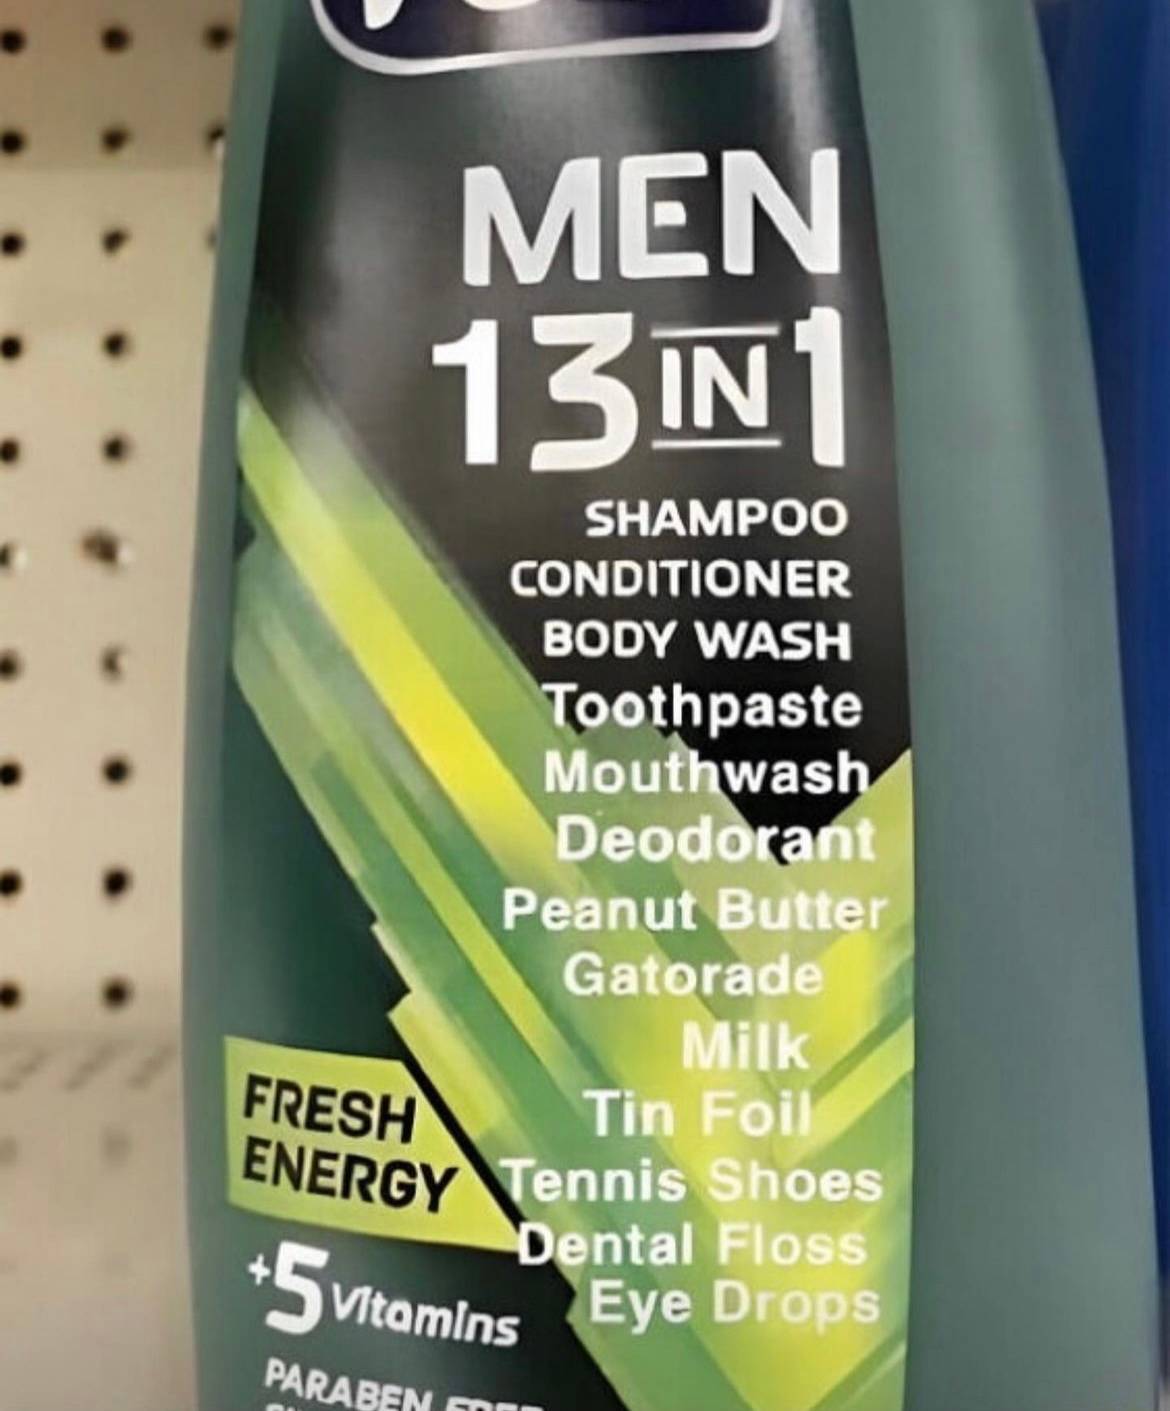 MEN
13 IN 1
SHAMPOO
CONDITIONER
BODY WASH
Toothpaste
Mouthwash
Deodorant
Peanut Butter
Gatorade
Milk
Tin Foil
Tennis Shoes
Dental Floss
Eye Drops
FRESH
ENERGY
+5 Vitamins
PARABEN FREE